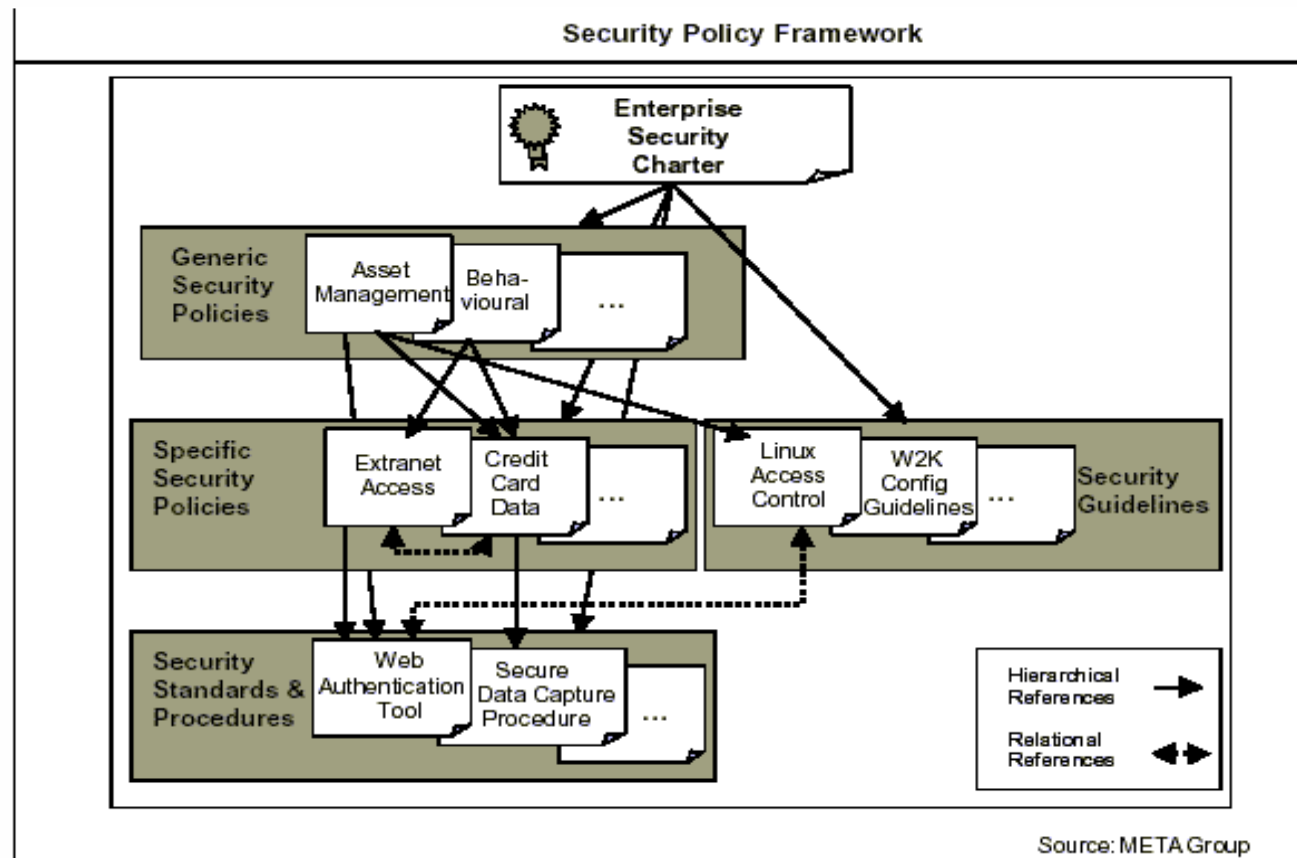 Security Policy Framework
Enterprise
Security
Charter
Generic
Security
Policies
Asset
Management
Beha-
vioural
...
Specific
Security
Policies
Extranet
Access
Credit
Card
Data
...
Linux
Access
Control
W2K
Config
Guidelines
...
Security
Guidelines
Security
Standards &
Procedures
Web
Authentication
Tool
Secure
Data Capture
Procedure
...
Hierarchical
References
Relational
References
Source: META Group